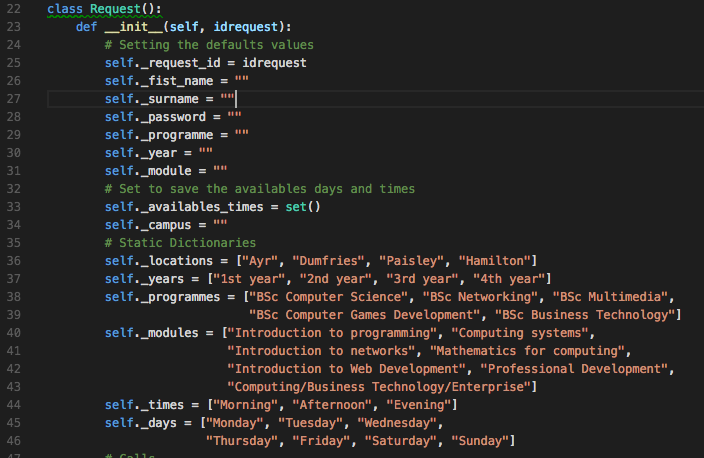 22 class Request():
23     def __init__(self, idrequest):
24         # Setting the defaults values
25         self._request_id = idrequest
26         self._fist_name = ""
27         self._surname = ""
28         self._password = ""
29         self._programme = ""
30         self._year = ""
31         self._module = ""
32         # Set to save the availables days and times
33         self._availables_times = set()
34         self._campus = ""
35         # Static Dictionaries
36         self._locations = ["Ayr", "Dumfries", "Paisley", "Hamilton"]
37         self._years = ["1st year", "2nd year", "3rd year", "4th year"]
38         self._programmes = ["BSc Computer Science", "BSc Networking", "BSc Multimedia",
39                             "BSc Computer Games Development", "BSc Business Technology"]
40         self._modules = ["Introduction to programming", "Computing systems",
41                          "Introduction to networks", "Mathematics for computing",
42                          "Introduction to Web Development", "Professional Development",
43                          "Computing/Business Technology/Enterprise"]
44         self._times = ["Morning", "Afternoon", "Evening"]
45         self._days = ["Monday", "Tuesday", "Wednesday",
46                       "Thursday", "Friday", "Saturday", "Sunday"]
47         # Calls